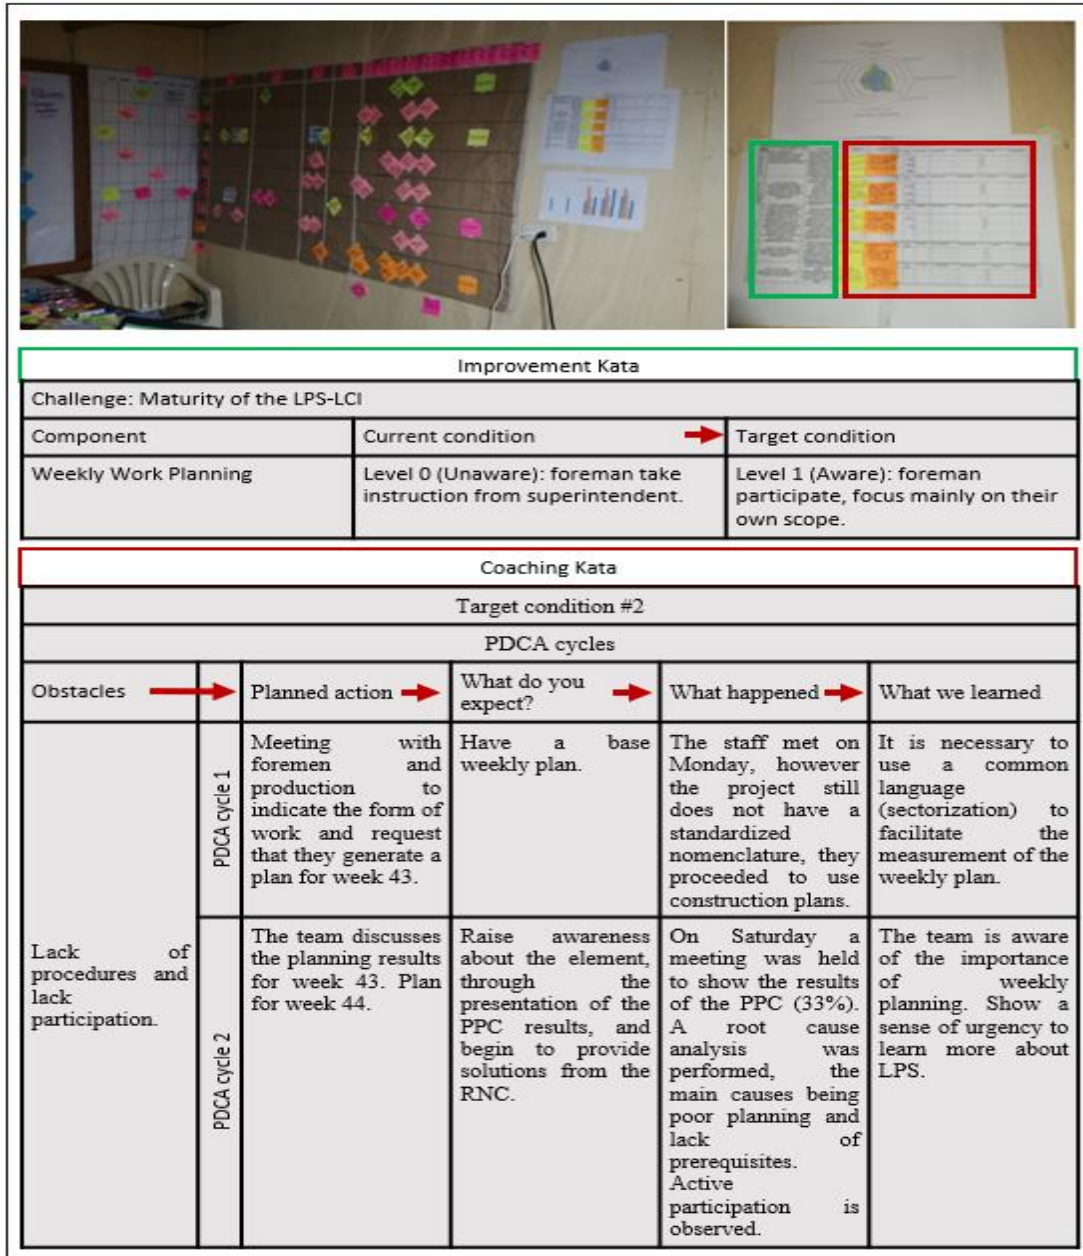 Improvement Kata
Challenge: Maturity of the LPS-LCI
Component
Current condition
Target condition
Weekly Work Planning
Level 0 (Unaware): foreman take
instruction from superintendent.
Level 1 (Aware): foreman
participate, focus mainly on their
own scope.
Coaching Kata
Target condition #2
PDCA cycles
Obstacles
Planned action
What do you
expect?
What happened
What we learned
Lack of
procedures and
lack
participation.
PDCA cycle 1
Meeting with
foremen and
production to
indicate the form of
work and request
that they generate a
plan for week 43.
Have a base
weekly plan.
The staff met on
Monday, however
the project still
does not have a
standardized
nomenclature, they
proceeded to use
construction plans.
It is necessary to
use a common
language
(sectorization) to
facilitate the
measurement of the
weekly plan.
PDCA cycle 2
The team discusses
the planning results
for week 43. Plan
for week 44.
Raise awareness
about the element,
through the
presentation of the
PPC results, and
begin to provide
solutions from the
RNC.
On Saturday a
meeting was held
to show the results
of the PPC (33%).
A root cause
analysis was
performed, the
main causes being
poor planning and
lack of
prerequisites.
Active
participation is
observed.
The team is aware
of the importance
of weekly
planning. Show a
sense of urgency to
learn more about
LPS.